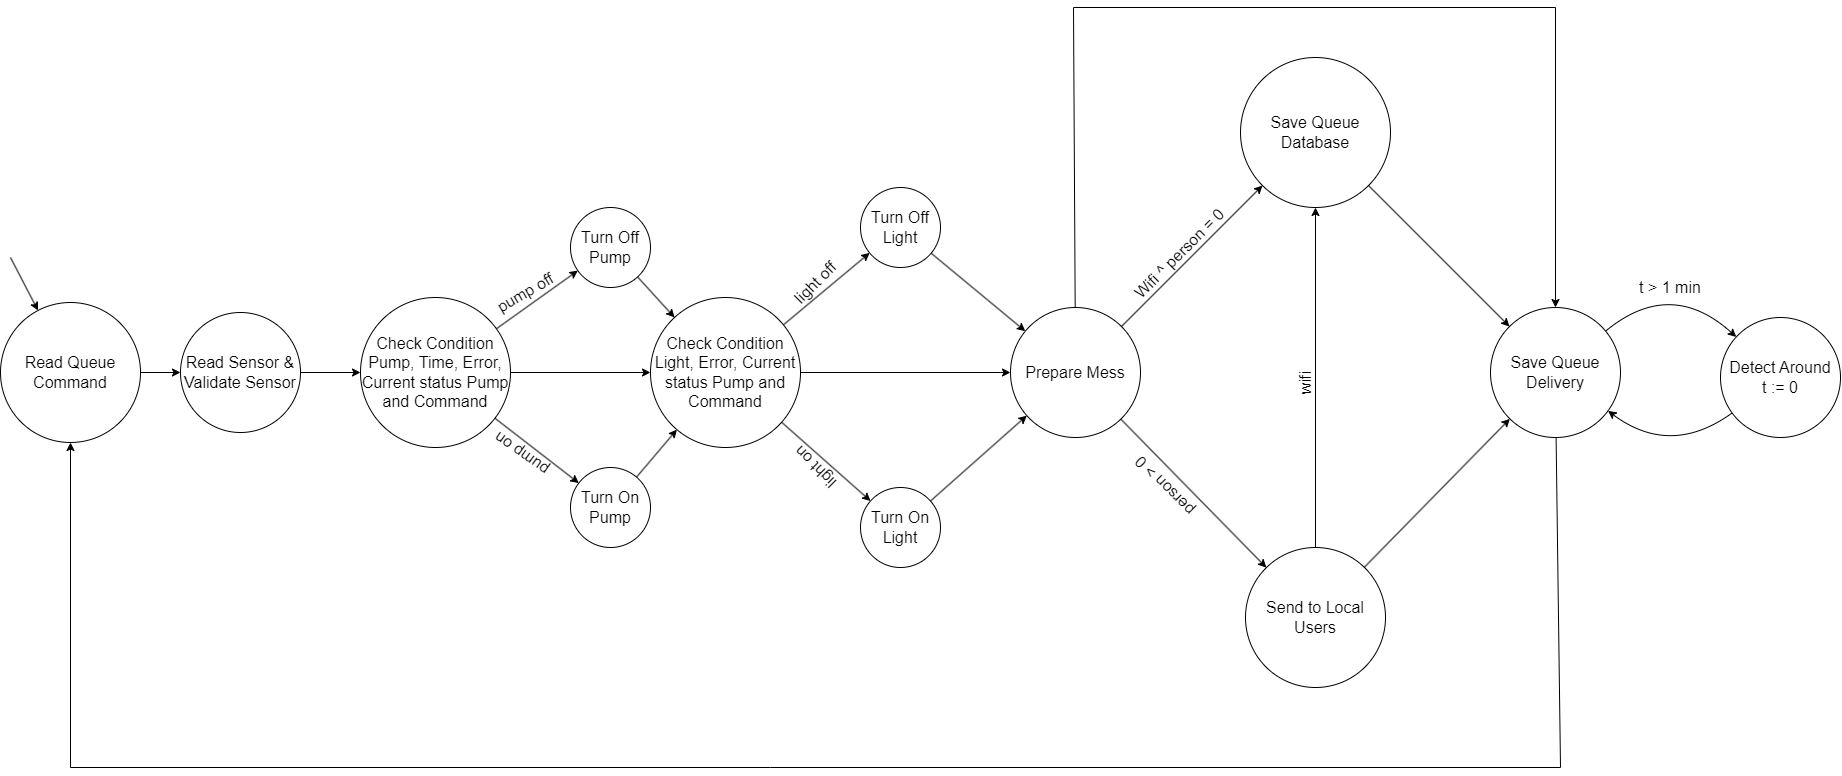 Read Queue
Command
Read Sensor &
Validate Sensor
Check Condition
Pump, Time, Error,
Current status Pump
and Command
pump off
Turn Off
Pump
pump on
Turn On
Pump
Check Condition
Light, Error, Current
status Pump and
Command
light off
Turn Off
Light
light on
Turn On
Light
Prepare Mess
Wifi ^ person = 0
Save Queue
Database
person > 0
Send to Local
Users
wifi
Save Queue
Delivery
t > 1 min
Detect Around
t := 0